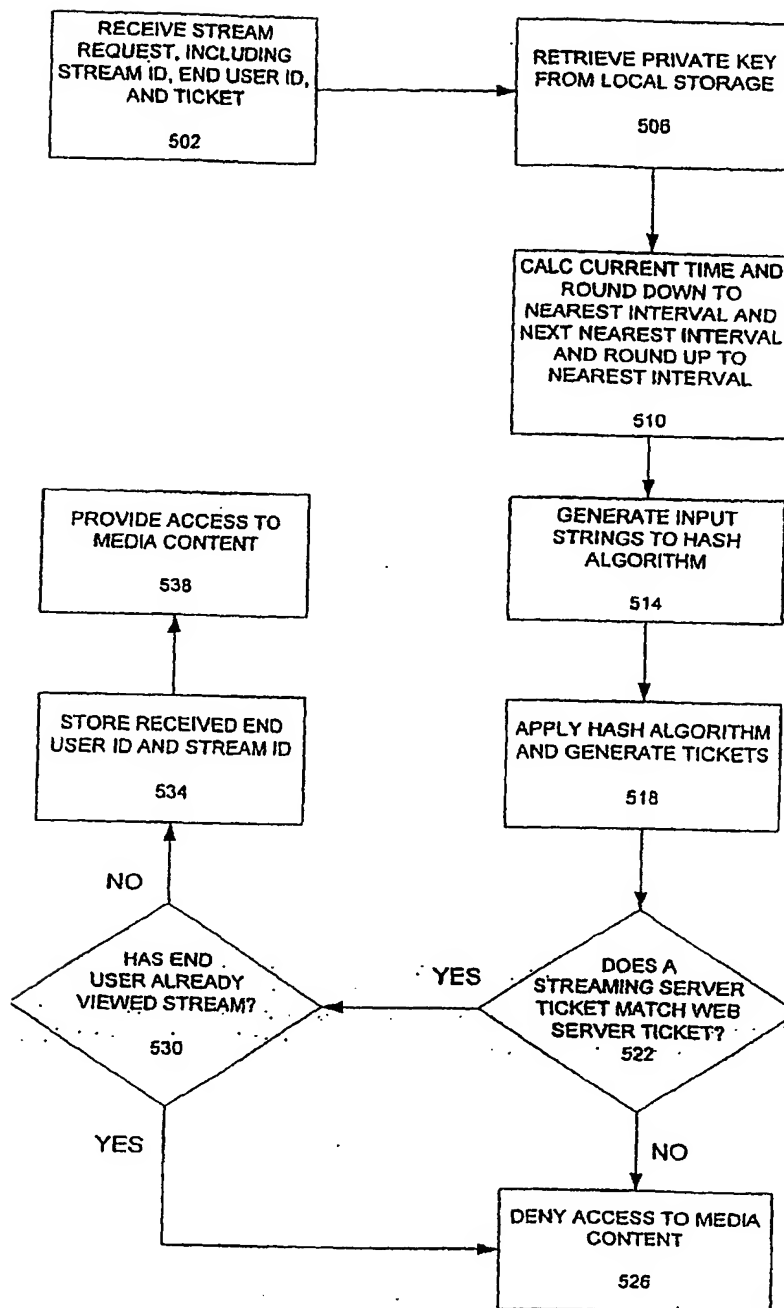 RECEIVE STREAM
REQUEST, INCLUDING
STREAM ID, END USER ID,
AND TICKET
502
RETRIEVE PRIVATE KEY
FROM LOCAL STORAGE
506
CALC CURRENT TIME AND
ROUND DOWN TO
NEAREST INTERVAL AND
NEXT NEAREST INTERVAL
AND ROUND UP TO
NEAREST INTERVAL
510
GENERATE INPUT
STRINGS TO HASH
ALGORITHM
514
APPLY HASH ALGORITHM
AND GENERATE TICKETS
518
DOES A
STREAMING SERVER
TICKET MATCH WEB
SERVER TICKET?
522
YES
NO
DENY ACCESS TO MEDIA
CONTENT
526
HAS END
USER ALREADY
VIEWED STREAM?
530
YES
NO
STORE RECEIVED END
USER ID AND STREAM ID
534
PROVIDE ACCESS TO
MEDIA CONTENT
538